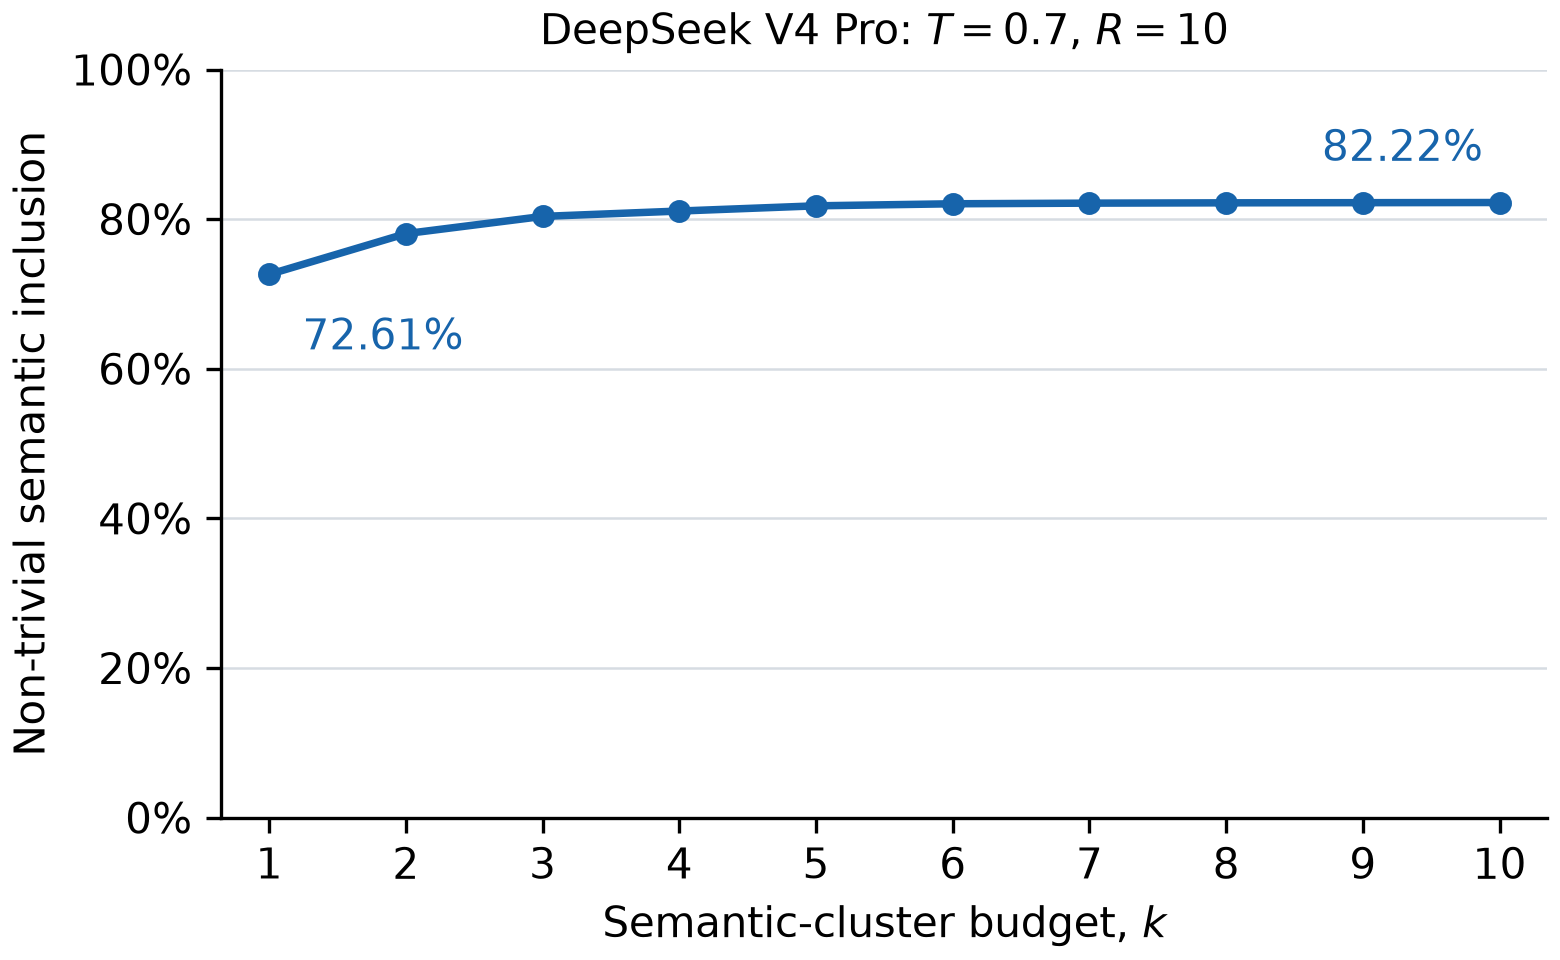 DeepSeek V4 Pro: T = 0.7, R = 10
100%
80%
60%
40%
20%
0%
Non-trivial semantic inclusion
72.61%
82.22%
1 2 3 4 5 6 7 8 9 10
Semantic-cluster budget, k